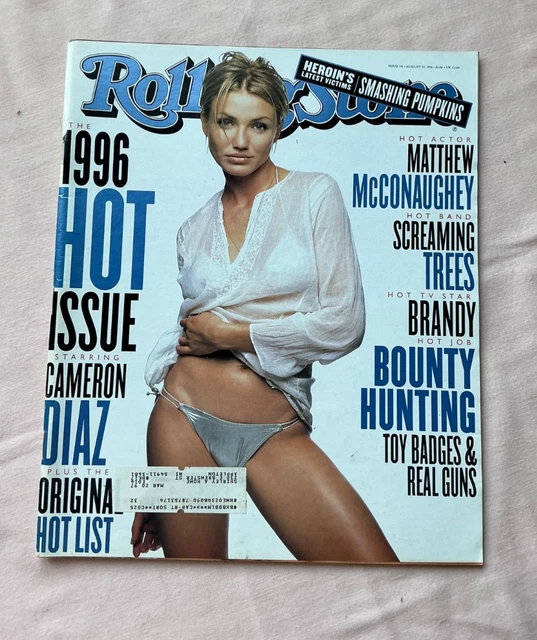 HEROIN'S
LATEST VICTIMS
SMASHING PUMPKINS
Rolling Stone
THE
1996
HOT
ISSUE
STARRING
CAMERON
DIAZ
PLUS THE
ORIGINAL
HOT LIST
HOT ACTOR
MATTHEW
McCONAUGHEY
HOT BAND
SCREAMING
TREES
HOT TV STAR
BRANDY
HOT JOB
BOUNTY
HUNTING
TOY BADGES &
REAL GUNS